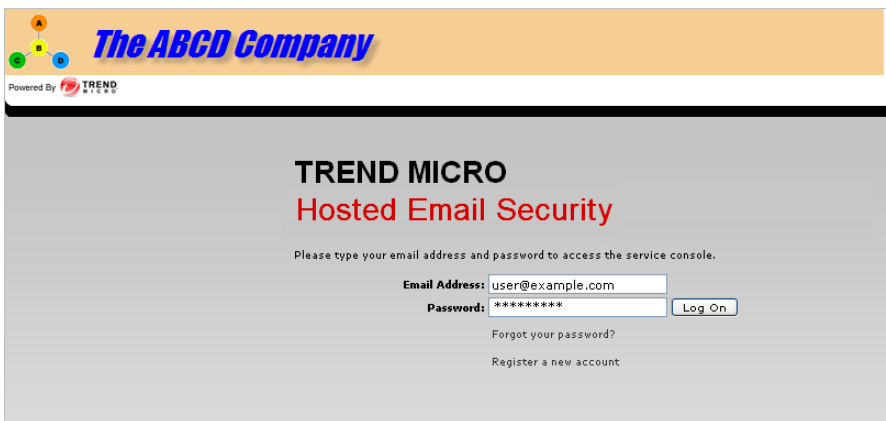 A
B
C
D
The ABCD Company
Powered By TREND MICRO
TREND MICRO
Hosted Email Security
Please type your email address and password to access the service console.
Email Address: user@example.com
Password: ********* Log On
Forgot your password?
Register a new account